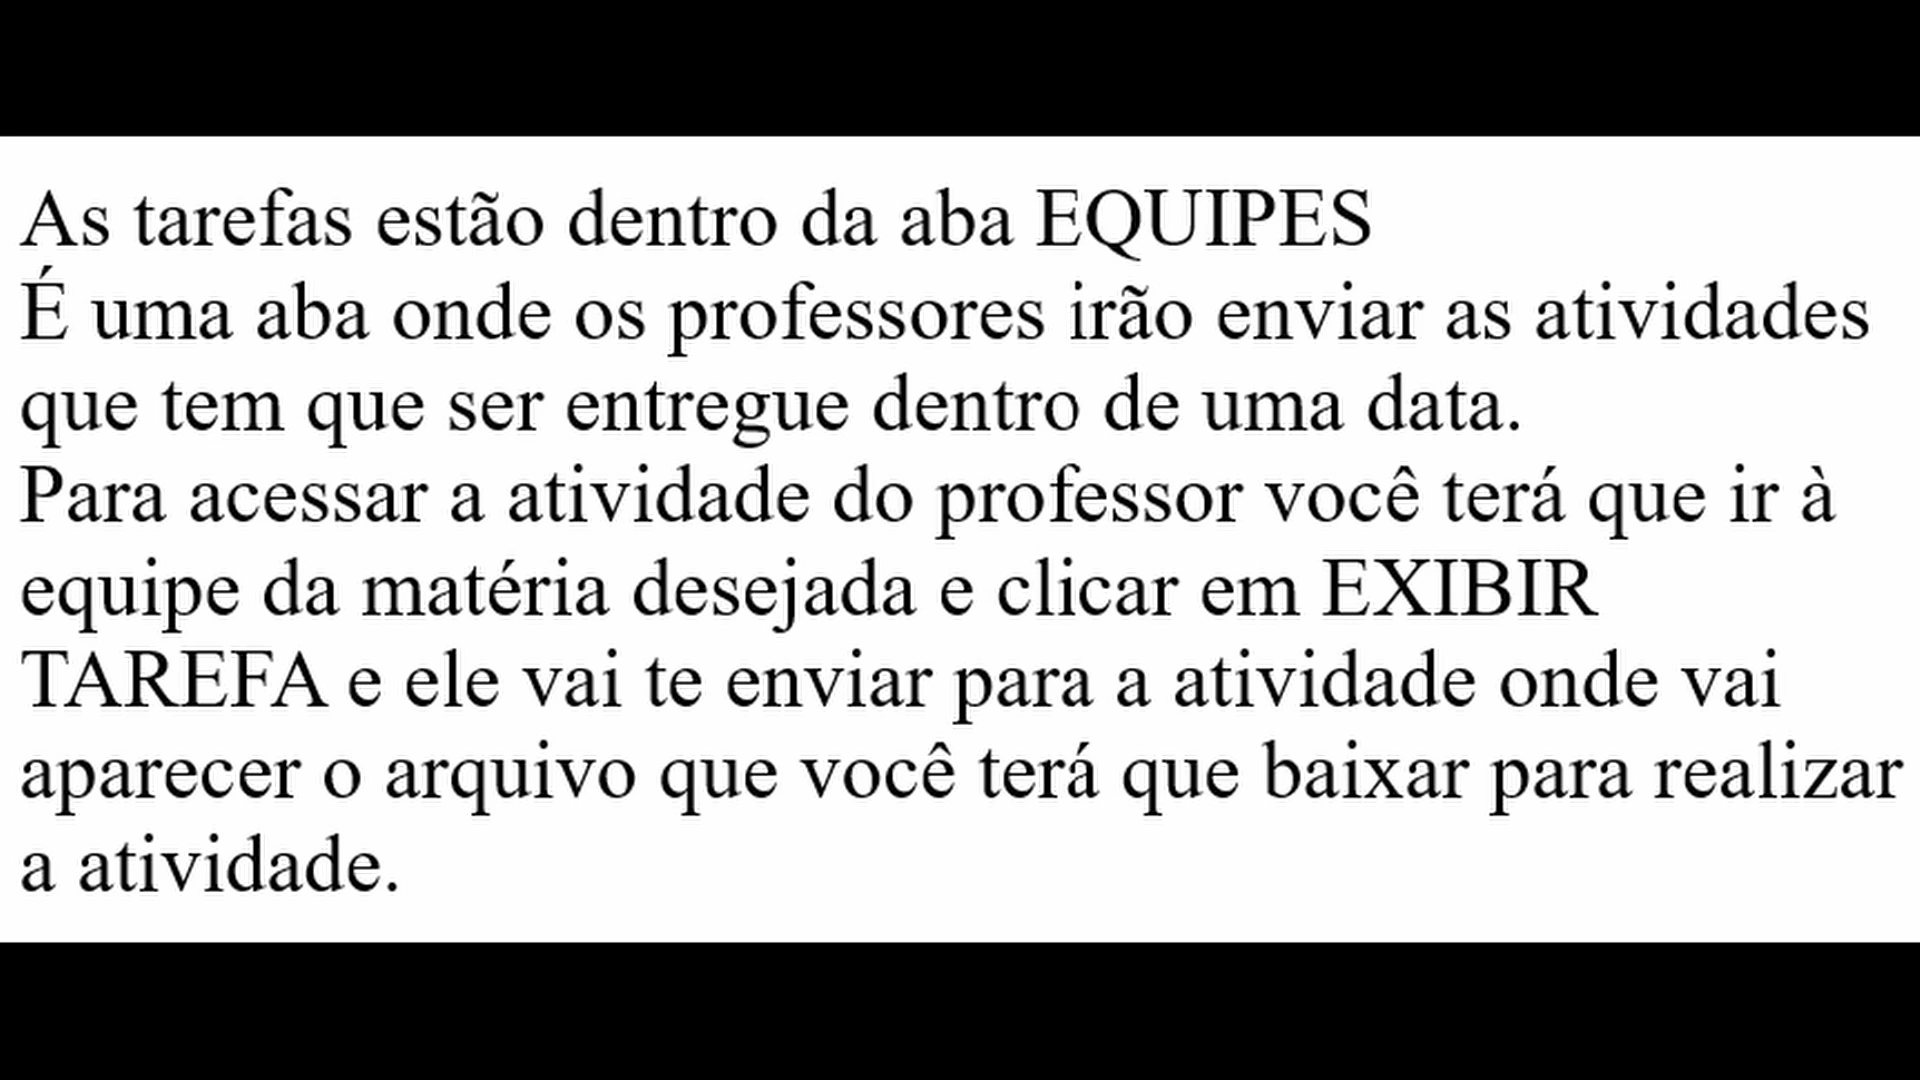 As tarefas estão dentro da aba EQUIPES
É uma aba onde os professores irão enviar as atividades
que tem que ser entregue dentro de uma data.
Para acessar a atividade do professor você terá que ir à
equipe da matéria desejada e clicar em EXIBIR
TAREFA e ele vai te enviar para a atividade onde vai
aparecer o arquivo que você terá que baixar para realizar
a atividade.